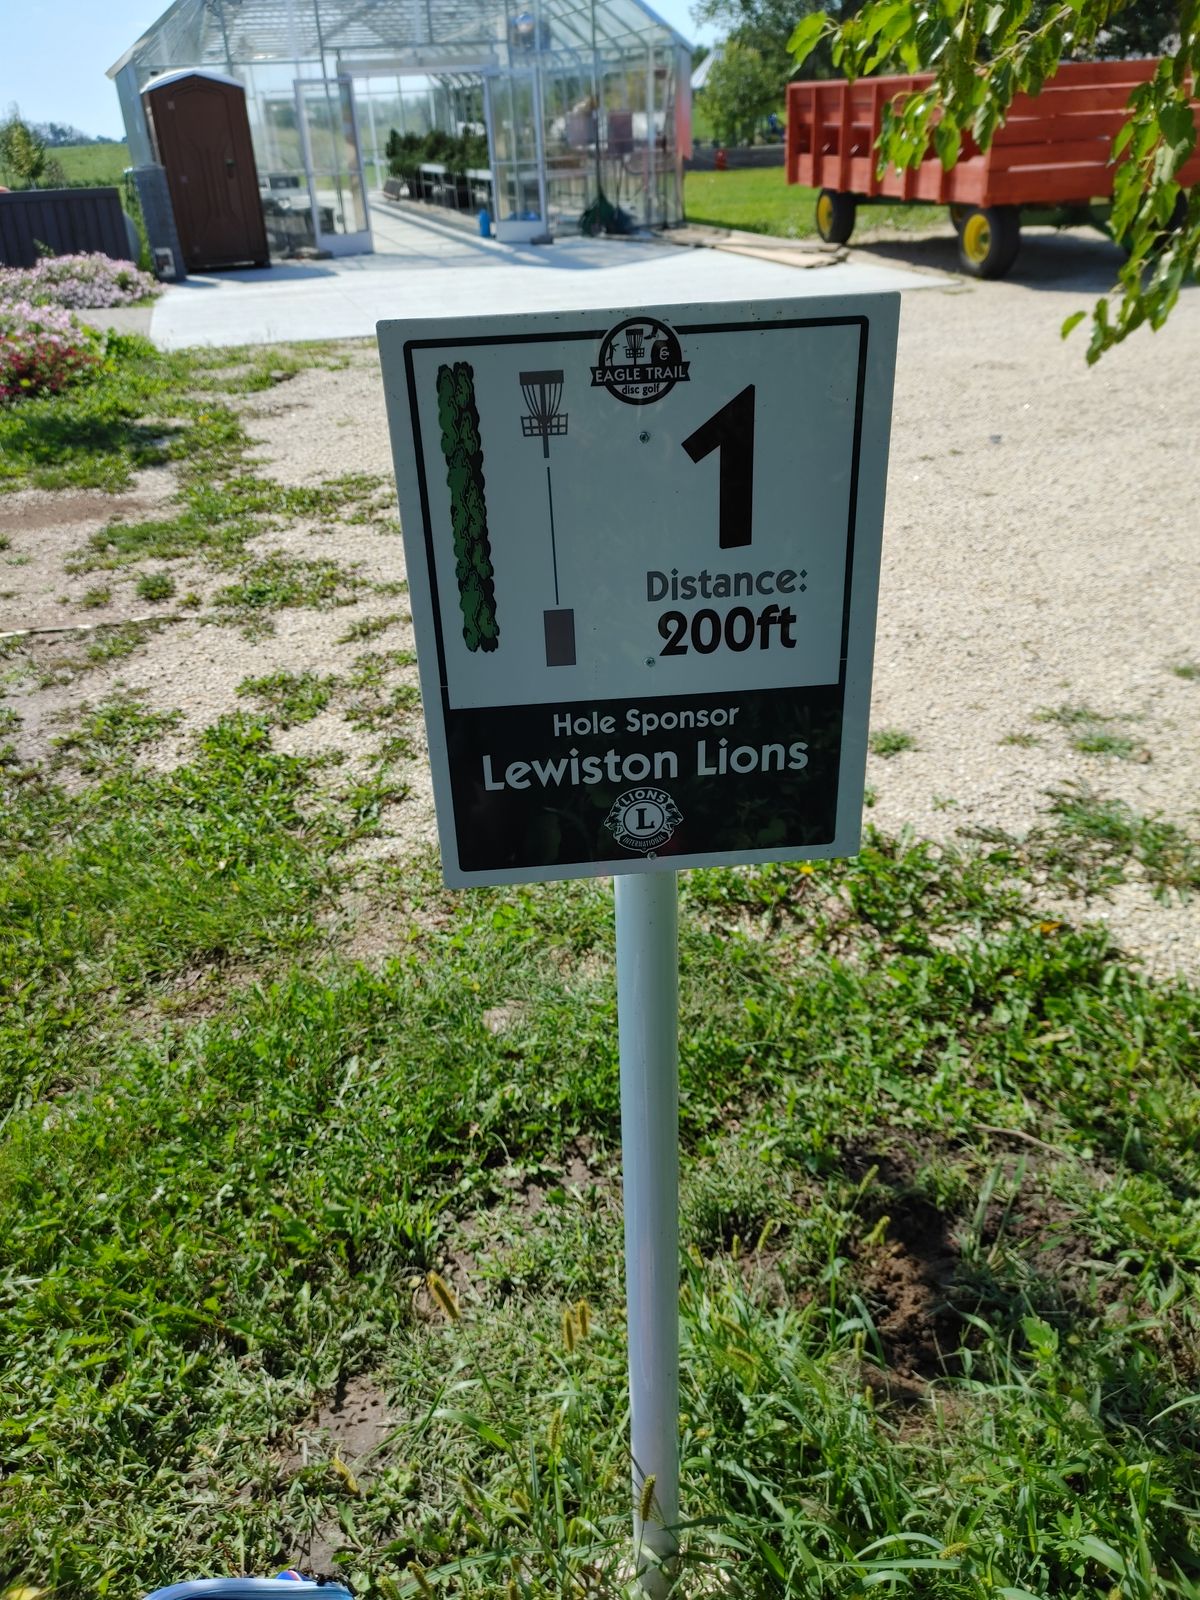 EAGLE TRAIL
disc golf
1
Distance:
200ft
Hole Sponsor
Lewiston Lions
LIONS
L
INTERNATIONAL